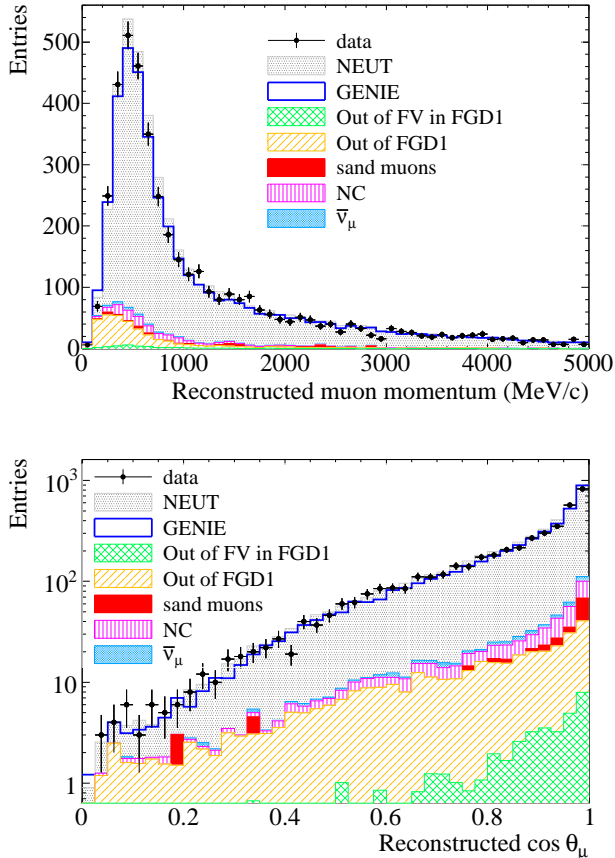 Entries
500
400
300
200
100
0
data
NEUT
GENIE
Out of FV in FGD1
Out of FGD1
sand muons
NC
ν̅μ
0 1000 2000 3000 4000 5000
Reconstructed muon momentum (MeV/c)
Entries
10³
10²
10
1
data
NEUT
GENIE
Out of FV in FGD1
Out of FGD1
sand muons
NC
ν̅μ
0 0.2 0.4 0.6 0.8 1
Reconstructed cos θμ